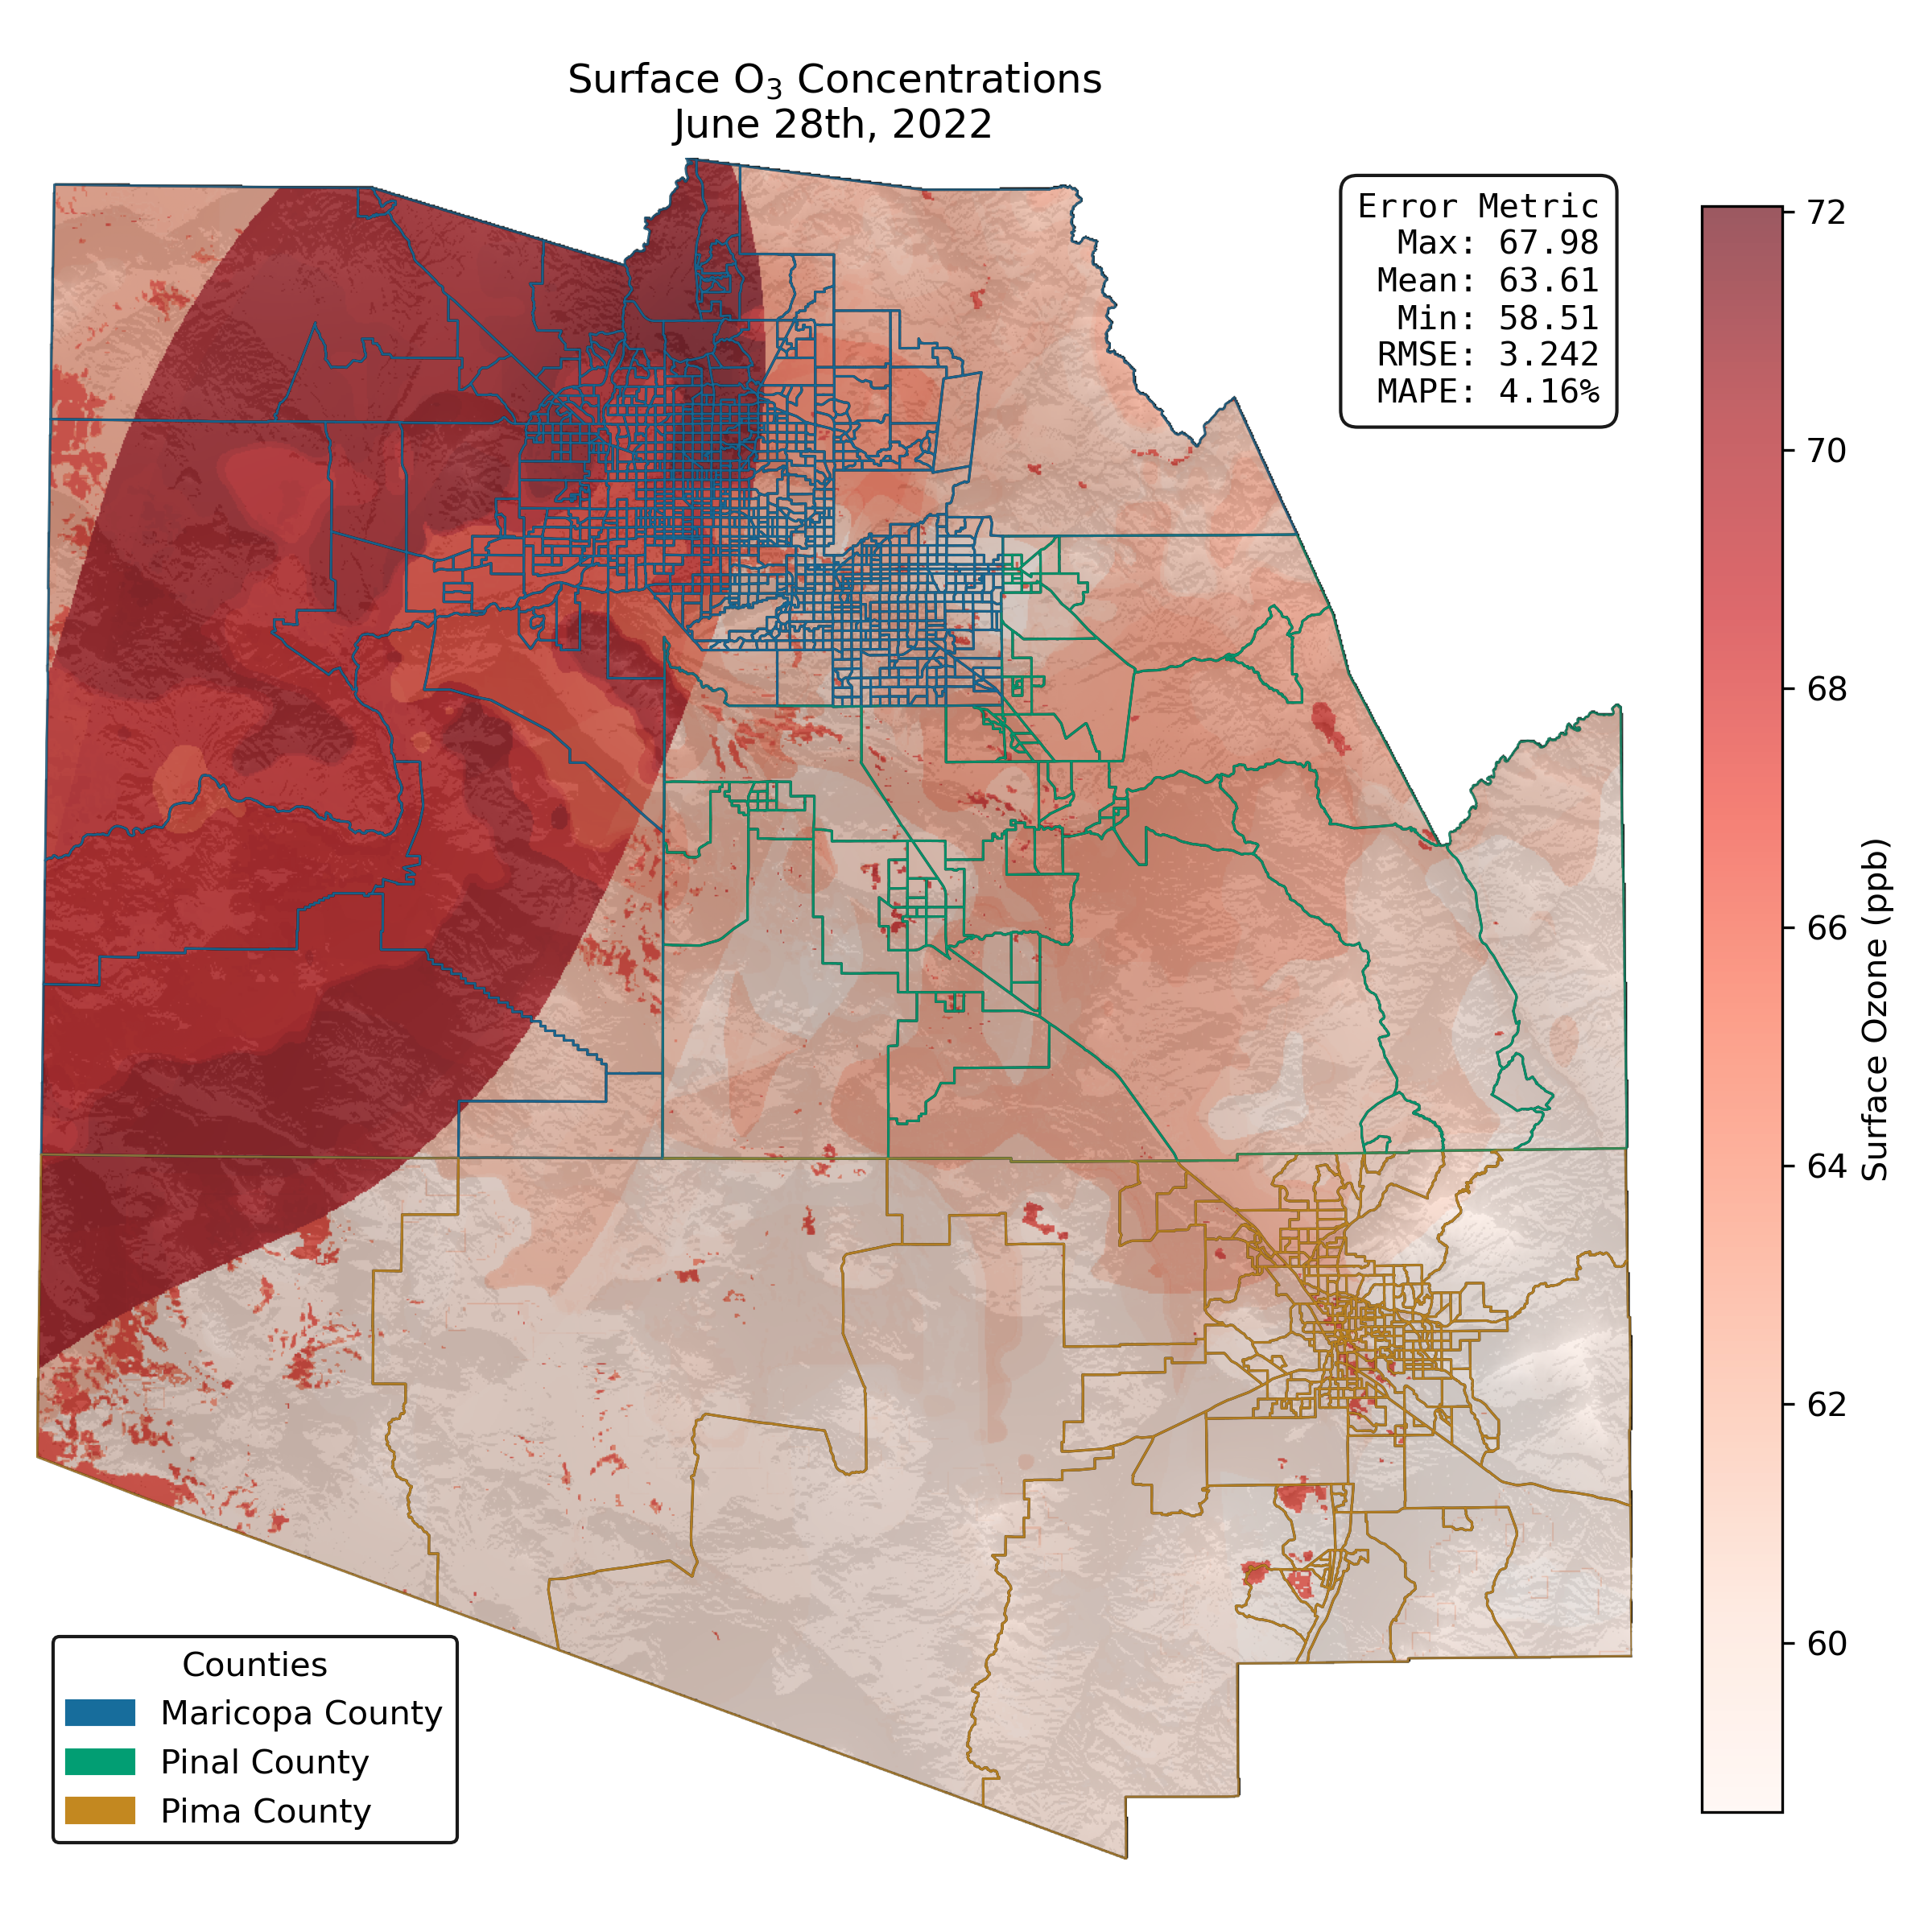 Surface O₃ Concentrations
June 28th, 2022
Error Metric
Max: 67.98
Mean: 63.61
Min: 58.51
RMSE: 3.242
MAPE: 4.16%
72
70
68
66
64
62
60
Surface Ozone (ppb)
Counties
Maricopa County
Pinal County
Pima County